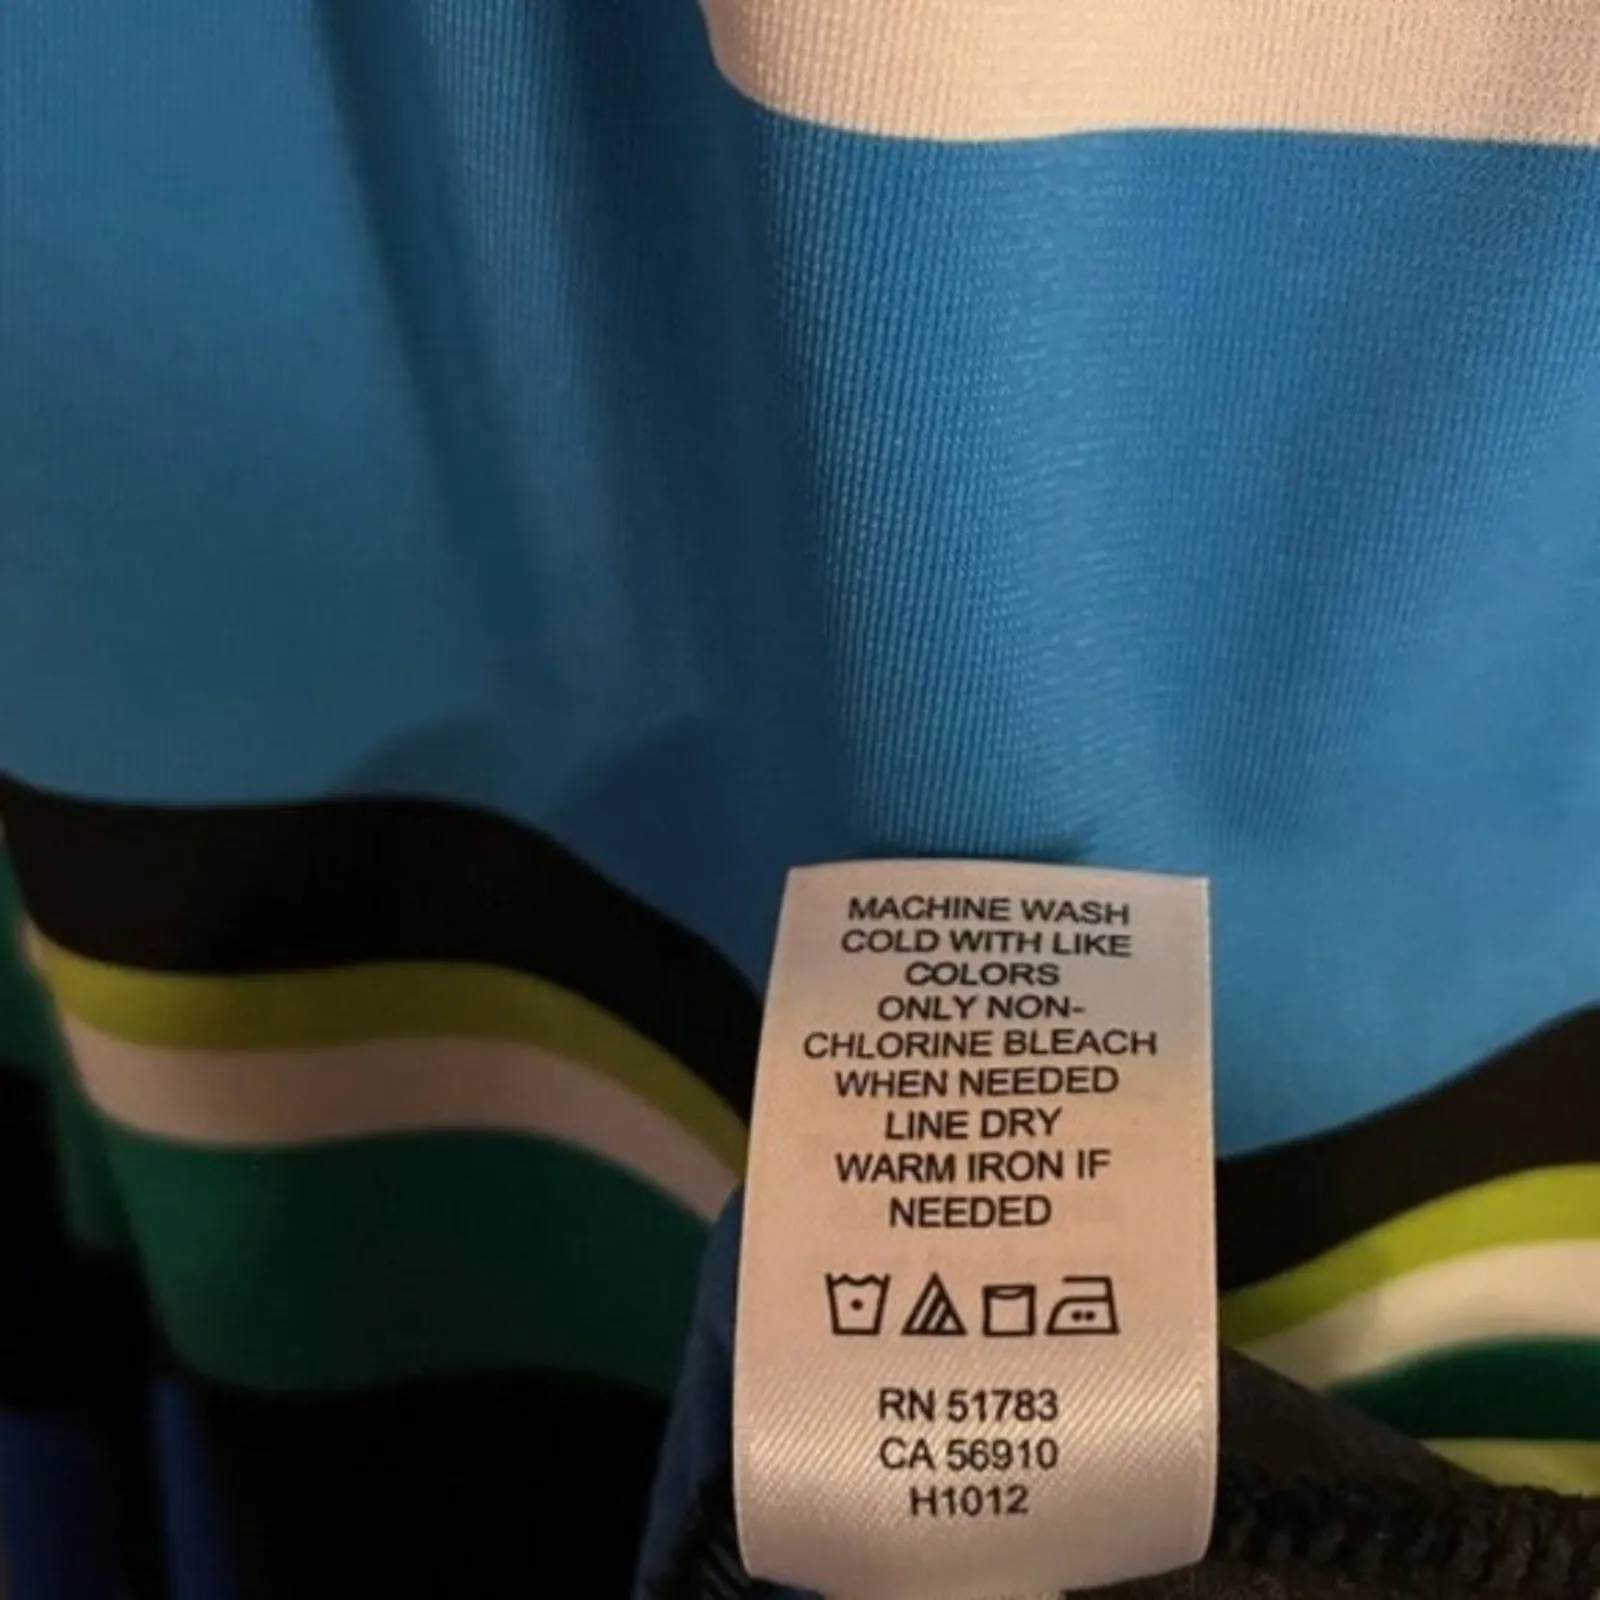 MACHINE WASH
COLD WITH LIKE
COLORS
ONLY NON-
CHLORINE BLEACH
WHEN NEEDED
LINE DRY
WARM IRON IF
NEEDED
RN 51783
CA 56910
H1012